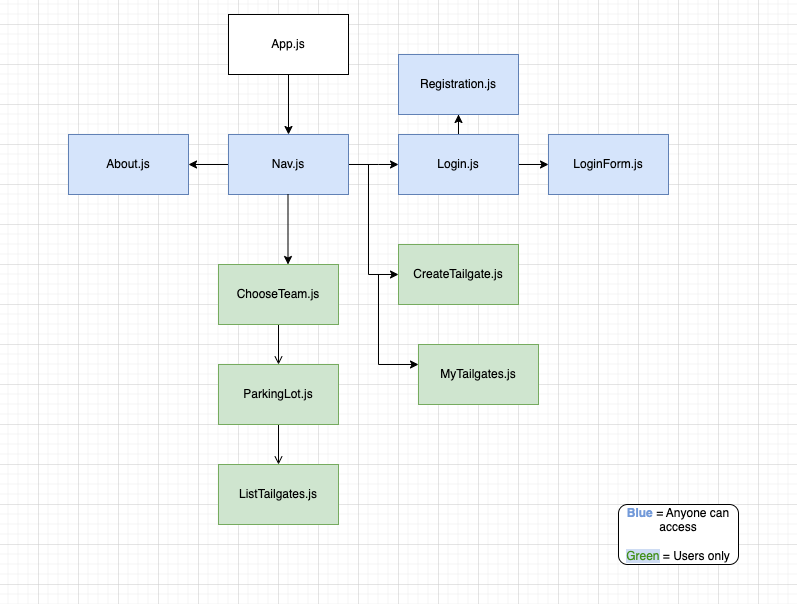 App.js
Registration.js
About.js
Nav.js
Login.js
LoginForm.js
CreateTailgate.js
ChooseTeam.js
MyTailgates.js
ParkingLot.js
ListTailgates.js
Blue = Anyone can
access
Green = Users only